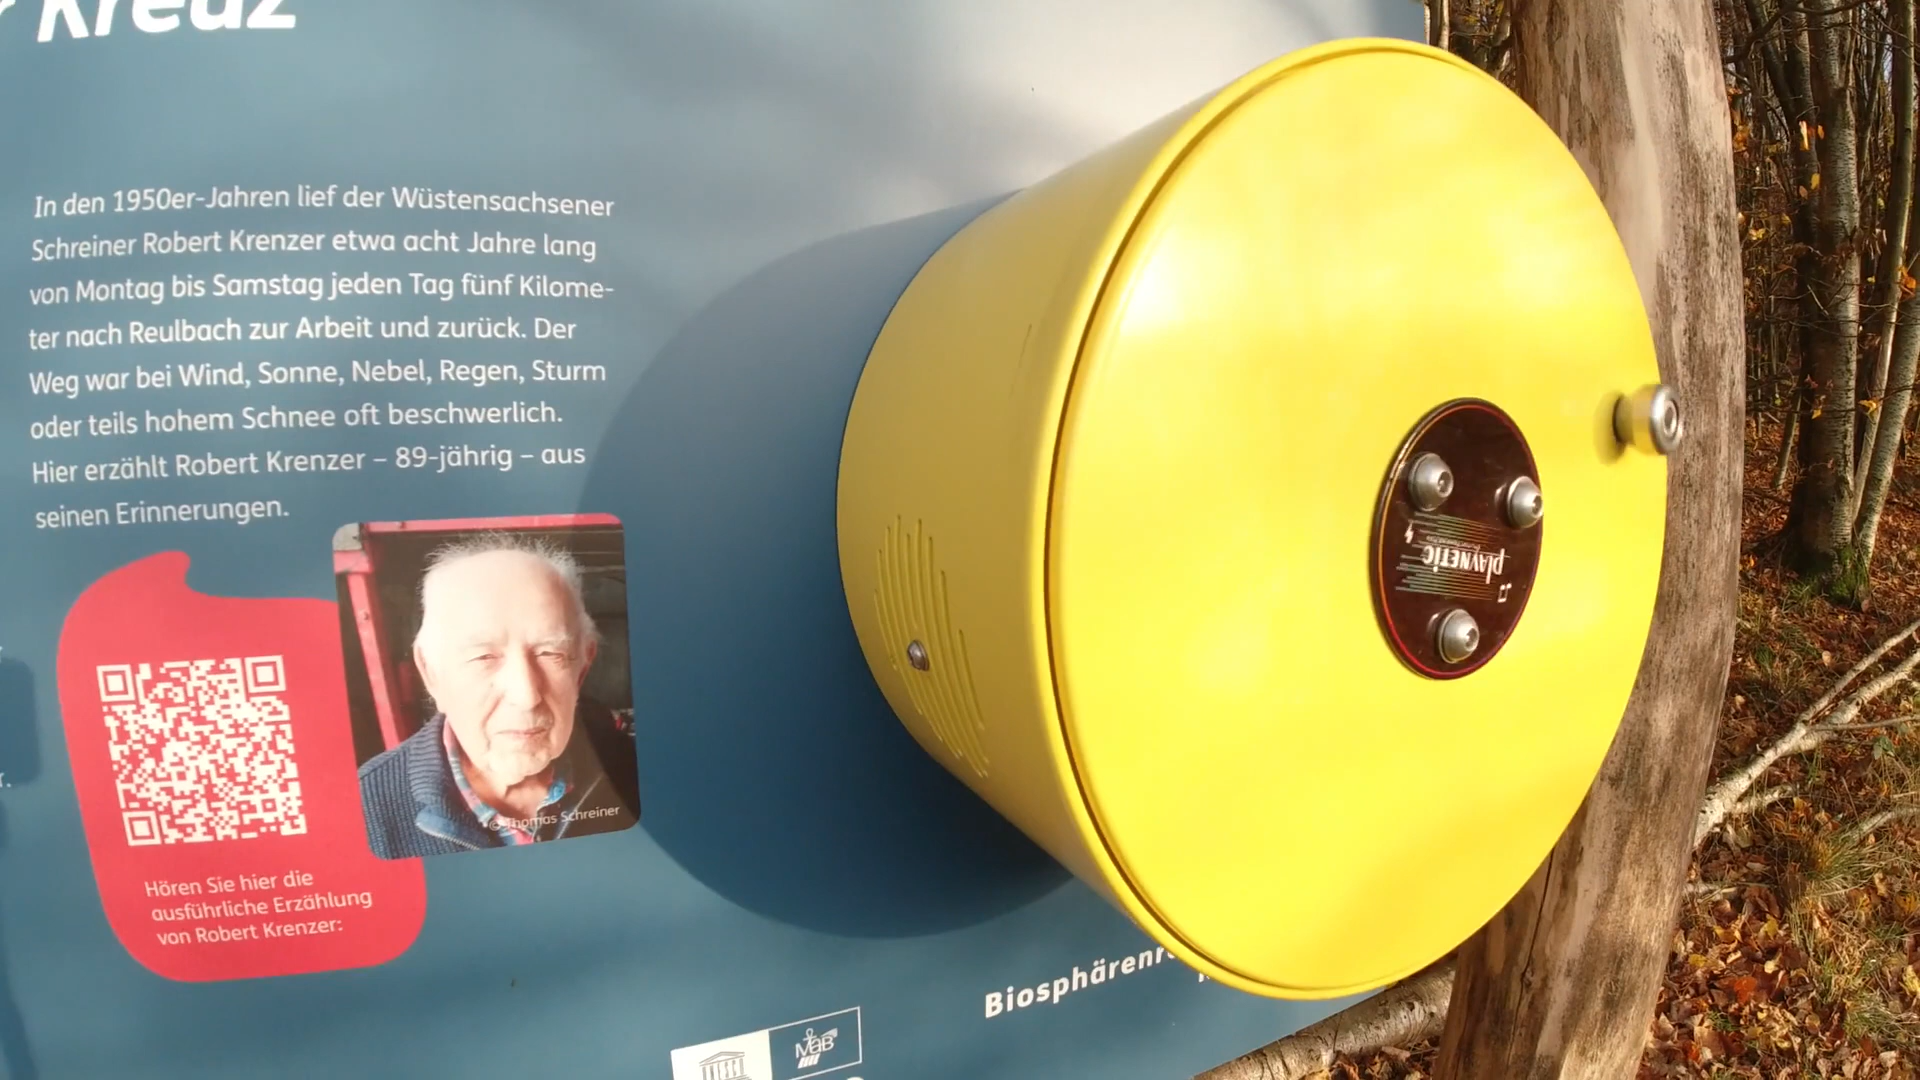 Kreuz
In den 1950er-Jahren lief der Wüstensachsener
Schreiner Robert Krenzer etwa acht Jahre lang
von Montag bis Samstag jeden Tag fünf Kilome-
ter nach Reulbach zur Arbeit und zurück. Der
Weg war bei Wind, Sonne, Nebel, Regen, Sturm
oder teils hohem Schnee oft beschwerlich.
Hier erzählt Robert Krenzer – 89-jährig – aus
seinen Erinnerungen.
© Thomas Schreiner
Hören Sie hier die
ausführliche Erzählung
von Robert Krenzer:
playnetic
Biosphärenr
unesco
MaB